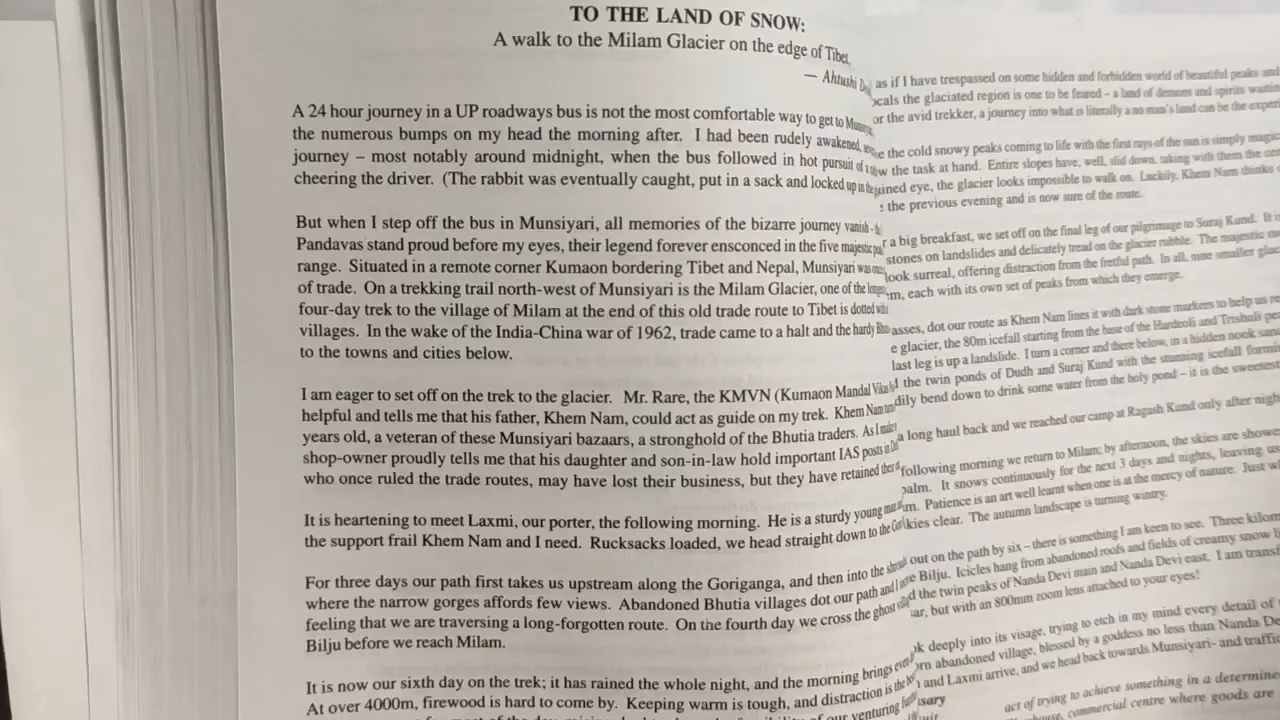 TO THE LAND OF SNOW:
A walk to the Milam Glacier on the edge of Tibet
— Ahtushi
A 24 hour journey in a UP roadways bus is not the most comfortable way to get to
the numerous bumps on my head the morning after. I had been rudely awakened,
journey – most notably around midnight, when the bus followed in hot pursuit of a
cheering the driver. (The rabbit was eventually caught, put in a sack and locked up in the
But when I step off the bus in Munsiyari, all memories of the bizarre journey vanish -
Pandavas stand proud before my eyes, their legend forever ensconced in the five majestic
range. Situated in a remote corner Kumaon bordering Tibet and Nepal, Munsiyari was
of trade. On a trekking trail north-west of Munsiyari is the Milam Glacier, one of the
four-day trek to the village of Milam at the end of this old trade route to Tibet is dotted
villages. In the wake of the India-China war of 1962, trade came to a halt and the hardy
to the towns and cities below.
I am eager to set off on the trek to the glacier. Mr. Rare, the KMVN (Kumaon Mandal
helpful and tells me that his father, Khem Nam, could act as guide on my trek. Khem Nam
years old, a veteran of these Munsiyari bazaars, a stronghold of the Bhutia traders. As I
shop-owner proudly tells me that his daughter and son-in-law hold important IAS posts in
who once ruled the trade routes, may have lost their business, but they have retained their
It is heartening to meet Laxmi, our porter, the following morning. He is a sturdy young
the support frail Khem Nam and I need. Rucksacks loaded, we head straight down to the
For three days our path first takes us upstream along the Goriganga, and then into the
where the narrow gorges affords few views. Abandoned Bhutia villages dot our path and
feeling that we are traversing a long-forgotten route. On the fourth day we cross the ghost
Bilju before we reach Milam.
It is now our sixth day on the trek; it has rained the whole night, and the morning brings
At over 4000m, firewood is hard to come by. Keeping warm is tough, and distraction is the
of our venturing
as if I have trespassed on some hidden and forbidden world of beautiful peaks and
the glaciated region is one to be feared – a land of demons and spirits
or the avid trekker, a journey into what is literally a no man's land can be the
the cold snowy peaks coming to life with the first rays of the sun is simply
the task at hand. Entire slopes have, well, slid down, taking with them the
eye, the glacier looks impossible to walk on. Luckily, Khem Nam thinks
the previous evening and is now sure of the route.
a big breakfast, we set off on the final leg of our pilgrimage to Suraj Kund. It
stones on landslides and delicately tread on the glacier rubble. The majestic
look surreal, offering distraction from the fretful path. In all, nine smaller
each with its own set of peaks from which they emerge.
dot our route as Khem Nam lines it with dark stone markers to help us
glacier, the 80m icefall starting from the base of the Hardeoli and Trishuli
last leg is up a landslide. I turn a corner and there below, in a hidden nook
the twin ponds of Dudh and Suraj Kund with the stunning icefall
bend down to drink some water from the holy pond – it is the sweetest
a long haul back and we reached our camp at Ragash Kund only after
following morning we return to Milam; by afternoon, the skies are
It snows continuously for the next 3 days and nights, leaving us
Patience is an art well learnt when one is at the mercy of nature. Just
clear. The autumn landscape is turning wintry.
out on the path by six – there is something I am keen to see. Three
Bilju. Icicles hang from abandoned roofs and fields of creamy snow
the twin peaks of Nanda Devi main and Nanda Devi east. I am
but with an 800mm zoom lens attached to your eyes!
deeply into its visage, trying to etch in my mind every detail of
abandoned village, blessed by a goddess no less than Nanda
and Laxmi arrive, and we head back towards Munsiyari- and
act of trying to achieve something in a
commercial centre where goods are